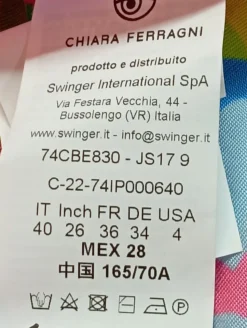 CHIARA FERRAGNI
prodotto e distribuito
Swinger International SpA
Via Festara Vecchia, 44 -
Bussolengo (VR) Italia
www.swinger.it - info@swinger.it
74CBE830 - JS17 9
C-22-74IP000640
IT Inch FR DE USA
40 26 36 34 4
MEX 28
中国 165/70A
P